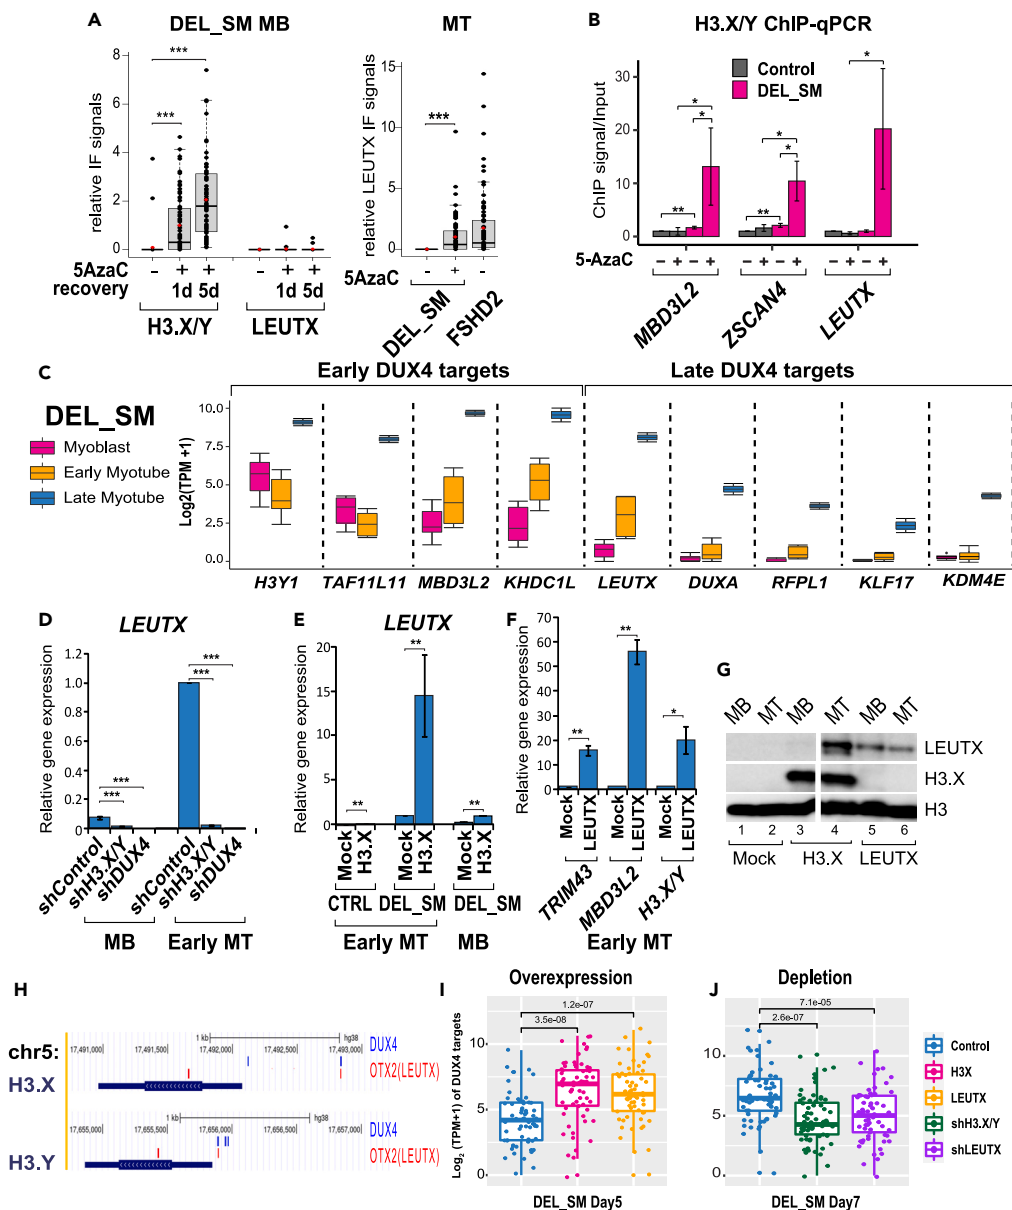 A
DEL_SM MB
relative IF signals
8
6
4
2
0
***
***
5AzaC
– + + – + +
recovery
1d 5d 1d 5d
H3.X/Y
LEUTX
MT
relative LEUTX IF signals
15
10
5
0
***
5AzaC
– + –
DEL_SM
FSHD2
B
H3.X/Y ChIP-qPCR
Control
DEL_SM
ChIP signal/Input
30
20
10
0
** * *
** * *
*
5-AzaC
– + – + – + – + – + – +
MBD3L2
ZSCAN4
LEUTX
C
Early DUX4 targets
Late DUX4 targets
DEL_SM
Myoblast
Early Myotube
Late Myotube
Log2(TPM +1)
10.0
7.5
5.0
2.5
0.0
H3Y1 TAF11L11 MBD3L2 KHDC1L LEUTX DUXA RFPL1 KLF17 KDM4E
D
LEUTX
Relative gene expression
1.2
1.0
0.8
0.6
0.4
0.2
0
***
***
***
***
shControl
shH3.X/Y
shDUX4
shControl
shH3.X/Y
shDUX4
MB
Early MT
E
LEUTX
Relative gene expression
20
15
10
5
0
**
**
**
Mock
H3.X
Mock
H3.X
Mock
H3.X
CTRL DEL_SM DEL_SM
Early MT
MB
F
Relative gene expression
70
60
50
40
30
20
10
0
**
**
*
Mock
LEUTX
Mock
LEUTX
Mock
LEUTX
TRIM43
MBD3L2
H3.X/Y
Early MT
G
MB MT MB MT MB MT
LEUTX
H3.X
H3
1 2 3 4 5 6
Mock H3.X LEUTX
H
chr5:
1 kb hg38
17,491,000 17,491,500 17,492,000 17,492,500 17,493,000
DUX4
OTX2(LEUTX)
H3.X
1 kb hg38
17,655,000 17,655,500 17,656,000 17,656,500 17,657,000
DUX4
OTX2(LEUTX)
H3.Y
I
Overexpression
Log2 (TPM+1) of DUX4 targets
10
5
0
1.2e-07
3.5e-08
DEL_SM Day5
J
Depletion
10
5
0
7.1e-05
2.6e-07
DEL_SM Day7
Control
H3X
LEUTX
shH3.X/Y
shLEUTX